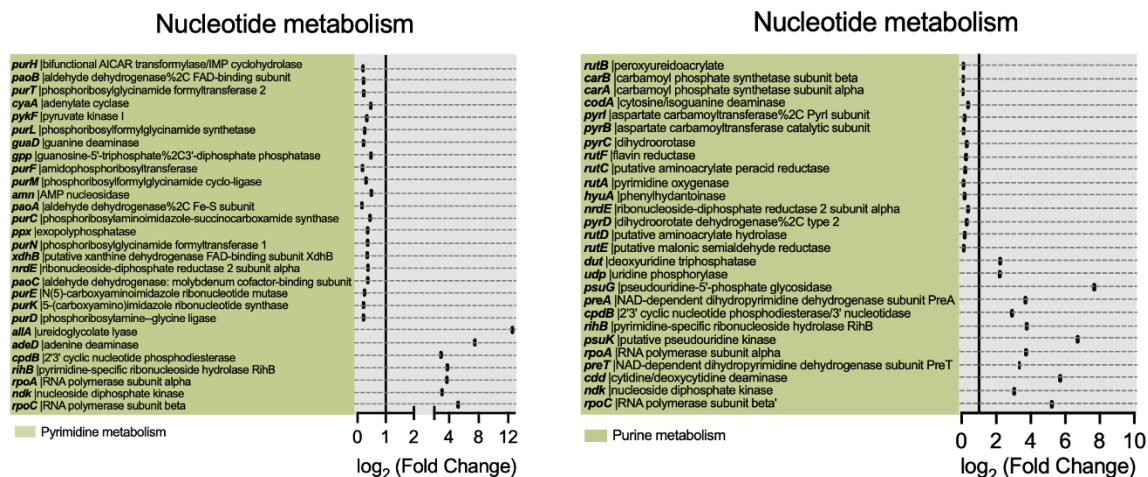 Nucleotide metabolism
purH |bifunctional AICAR transformylase/IMP cyclohydrolase
paoB |aldehyde dehydrogenase%2C FAD-binding subunit
purT |phosphoribosylglycinamide formyltransferase 2
cyaA |adenylate cyclase
pykF |pyruvate kinase I
purL |phosphoribosylformylglycinamide synthetase
guaD |guanine deaminase
gpp |guanosine-5'-triphosphate%2C3'-diphosphate phosphatase
purF |amidophosphoribosyltransferase
purM |phosphoribosylformylglycinamide cyclo-ligase
amn |AMP nucleosidase
paoA |aldehyde dehydrogenase%2C Fe-S subunit
purC |phosphoribosylaminoimidazole-succinocarboxamide synthase
ppx |exopolyphosphatase
purN |phosphoribosylglycinamide formyltransferase 1
xdhB |putative xanthine dehydrogenase FAD-binding subunit XdhB
nrdE |ribonucleoside-diphosphate reductase 2 subunit alpha
paoC |aldehyde dehydrogenase: molybdenum cofactor-binding subunit
purE |N(5)-carboxyaminoimidazole ribonucleotide mutase
purK |5-(carboxyamino)imidazole ribonucleotide synthase
purD |phosphoribosylamine--glycine ligase
allA |ureidoglycolate lyase
adeD |adenine deaminase
cpdB |2'3' cyclic nucleotide phosphodiesterase
rihB |pyrimidine-specific ribonucleoside hydrolase RihB
rpoA |RNA polymerase subunit alpha
ndk |nucleoside diphosphate kinase
rpoC |RNA polymerase subunit beta
Pyrimidine metabolism
0 1 2 4 8 12
log2 (Fold Change)
Nucleotide metabolism
rutB |peroxyureidoacrylate
carB |carbamoyl phosphate synthetase subunit beta
carA |carbamoyl phosphate synthetase subunit alpha
codA |cytosine/isoguanine deaminase
pyrI |aspartate carbamoyltransferase%2C PyrI subunit
pyrB |aspartate carbamoyltransferase catalytic subunit
pyrC |dihydroorotase
rutF |flavin reductase
rutC |putative aminoacrylate peracid reductase
rutA |pyrimidine oxygenase
hyuA |phenylhydantoinase
nrdE |ribonucleoside-diphosphate reductase 2 subunit alpha
pyrD |dihydroorotate dehydrogenase%2C type 2
rutD |putative aminoacrylate hydrolase
rutE |putative malonic semialdehyde reductase
dut |deoxyuridine triphosphatase
udp |uridine phosphorylase
psuG |pseudouridine-5'-phosphate glycosidase
preA |NAD-dependent dihydropyrimidine dehydrogenase subunit PreA
cpdB |2'3' cyclic nucleotide phosphodiesterase/3' nucleotidase
rihB |pyrimidine-specific ribonucleoside hydrolase RihB
psuK |putative pseudouridine kinase
rpoA |RNA polymerase subunit alpha
preT |NAD-dependent dihydropyrimidine dehydrogenase subunit PreT
cdd |cytidine/deoxycytidine deaminase
ndk |nucleoside diphosphate kinase
rpoC |RNA polymerase subunit beta'
Purine metabolism
0 2 4 6 8 10
log2 (Fold Change)